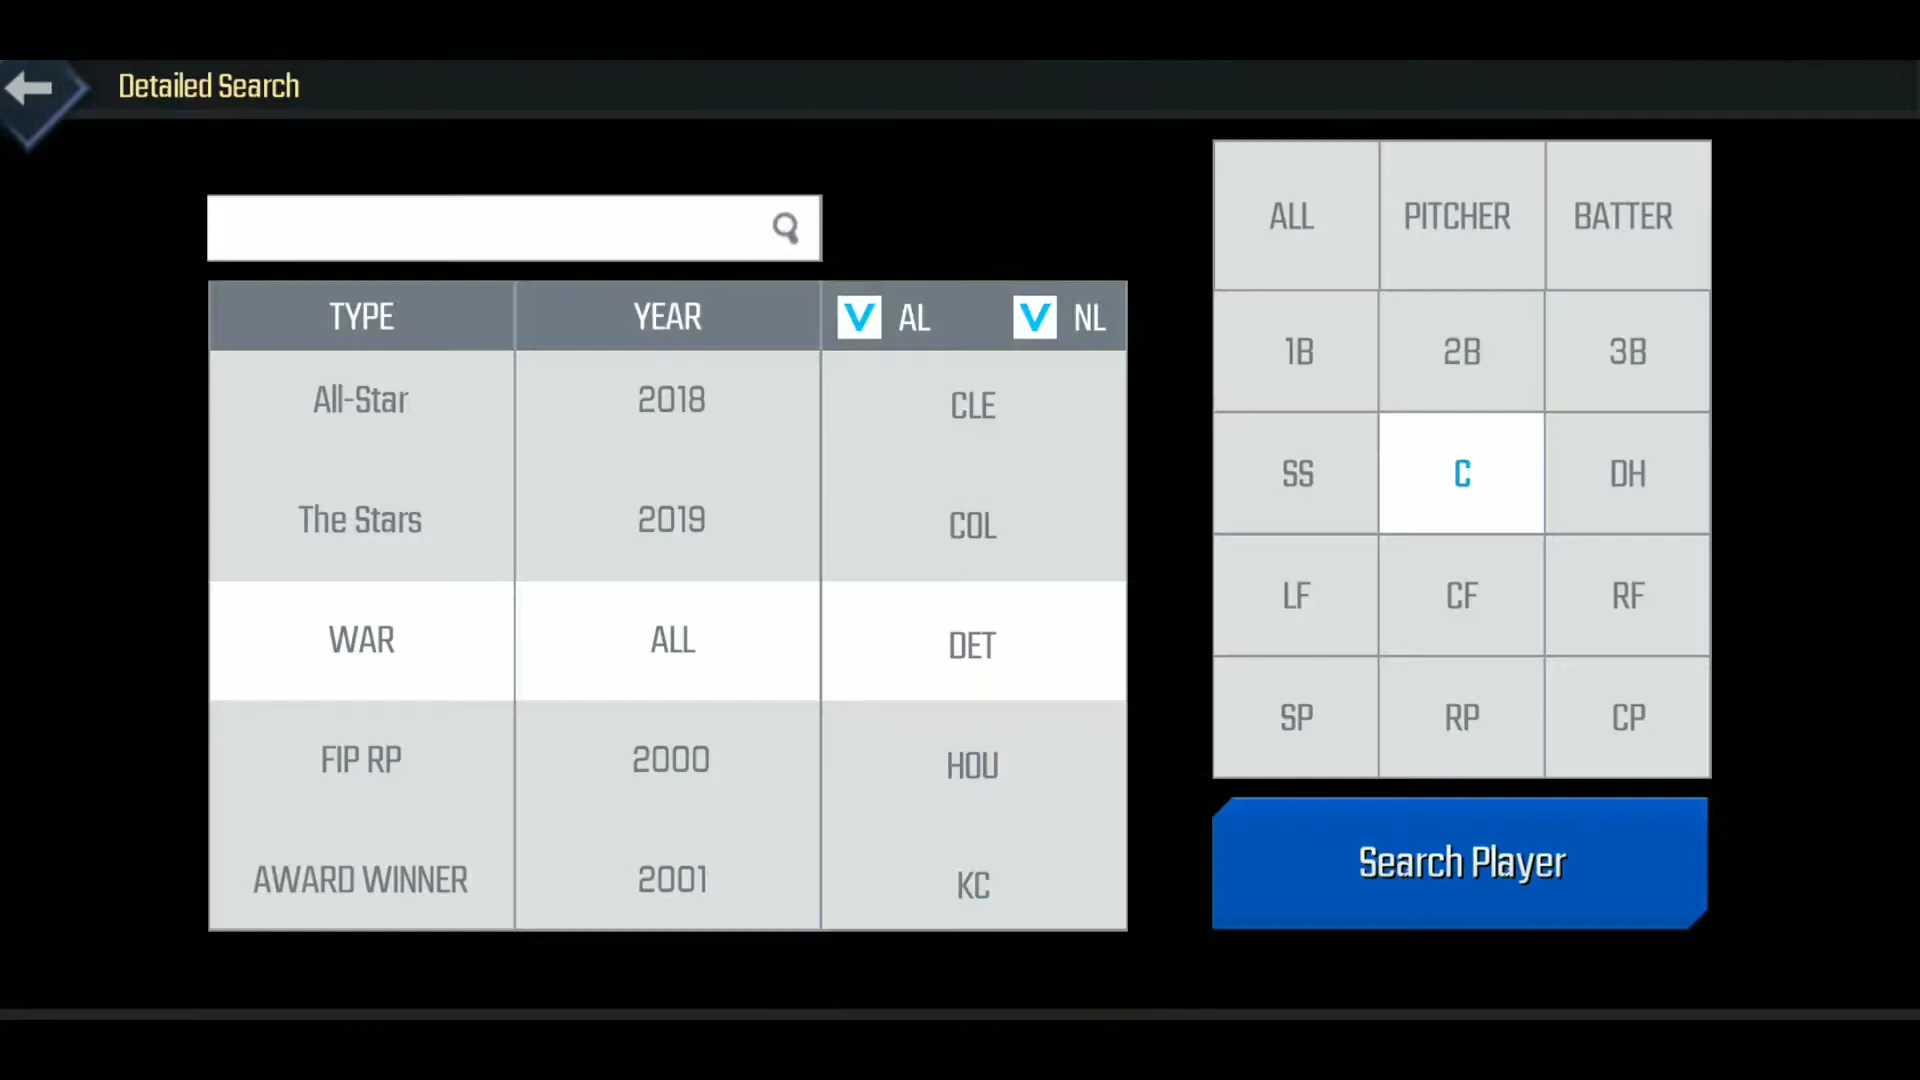 Detailed Search
TYPE YEAR V AL V NL
All-Star 2018 CLE
The Stars 2019 COL
WAR ALL DET
FIP RP 2000 HOU
AWARD WINNER 2001 KC
ALL PITCHER BATTER
1B 2B 3B
SS C DH
LF CF RF
SP RP CP
Search Player